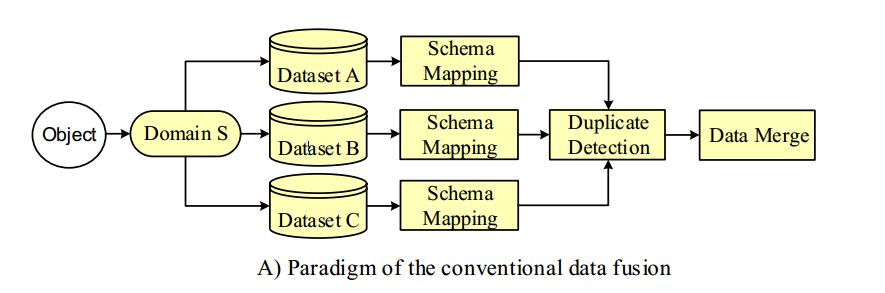 Object
Domain S
Dataset A
Dataset B
Dataset C
Schema
Mapping
Schema
Mapping
Schema
Mapping
Duplicate
Detection
Data Merge
A) Paradigm of the conventional data fusion